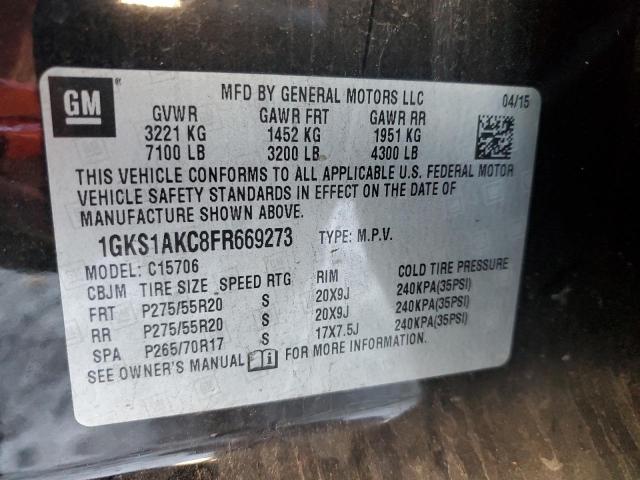 GM
MFD BY GENERAL MOTORS LLC 04/15
GVWR GAWR FRT GAWR RR
3221 KG 1452 KG 1951 KG
7100 LB 3200 LB 4300 LB
THIS VEHICLE CONFORMS TO ALL APPLICABLE U.S. FEDERAL MOTOR
VEHICLE SAFETY STANDARDS IN EFFECT ON THE DATE OF
MANUFACTURE SHOWN ABOVE.
1GKS1AKC8FR669273 TYPE: M.P.V.
MODEL: C15706
CBJM TIRE SIZE SPEED RTG RIM COLD TIRE PRESSURE
FRT P275/55R20 S 20X9J 240KPA(35PSI)
RR P275/55R20 S 20X9J 240KPA(35PSI)
SPA P265/70R17 S 17X7.5J 240KPA(35PSI)
SEE OWNER'S MANUAL FOR MORE INFORMATION.